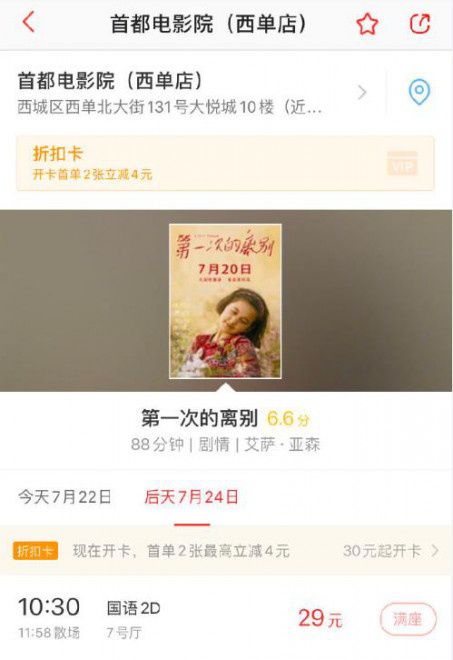 首都电影院（西单店）
首都电影院（西单店）
西城区西单北大街131号大悦城10楼（近...
折扣卡
开卡首单2张立减4元
VIP
第一次的离别
7月20日
第一次的离别 6.6分
88分钟 | 剧情 | 艾萨·亚森
今天7月22日 后天7月24日
折扣卡 现在开卡，首单2张最高立减4元 30元起开卡
10:30 国语2D 29元 满座
11:58散场 7号厅